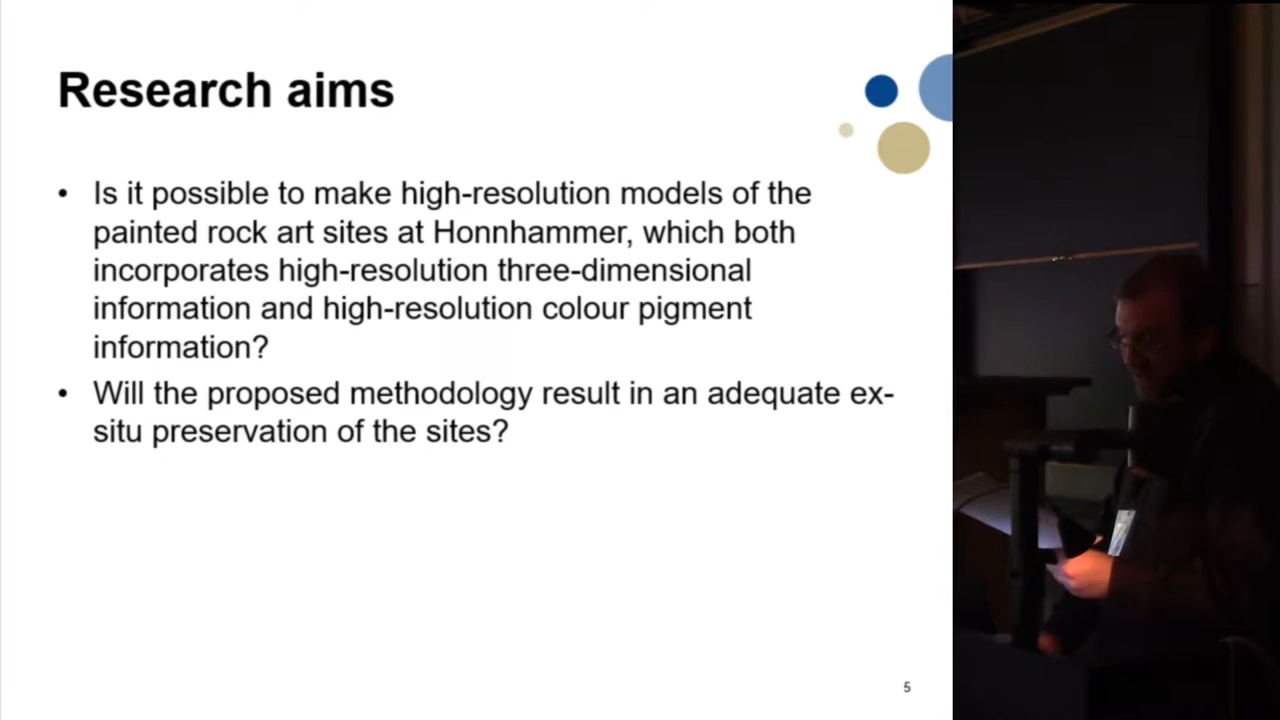 Research aims
• Is it possible to make high-resolution models of the
painted rock art sites at Honnhammer, which both
incorporates high-resolution three-dimensional
information and high-resolution colour pigment
information?
• Will the proposed methodology result in an adequate ex-
situ preservation of the sites?
5